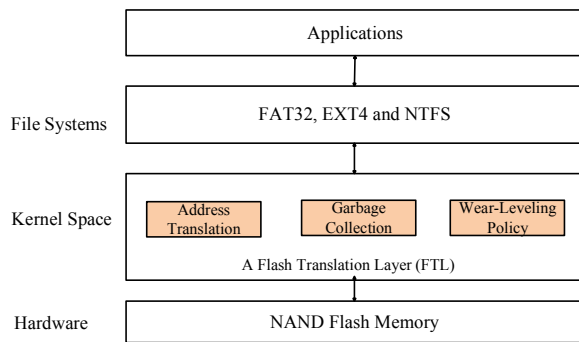 Applications
File Systems
FAT32, EXT4 and NTFS
Kernel Space
Address
Translation
Garbage
Collection
Wear-Leveling
Policy
A Flash Translation Layer (FTL)
Hardware
NAND Flash Memory